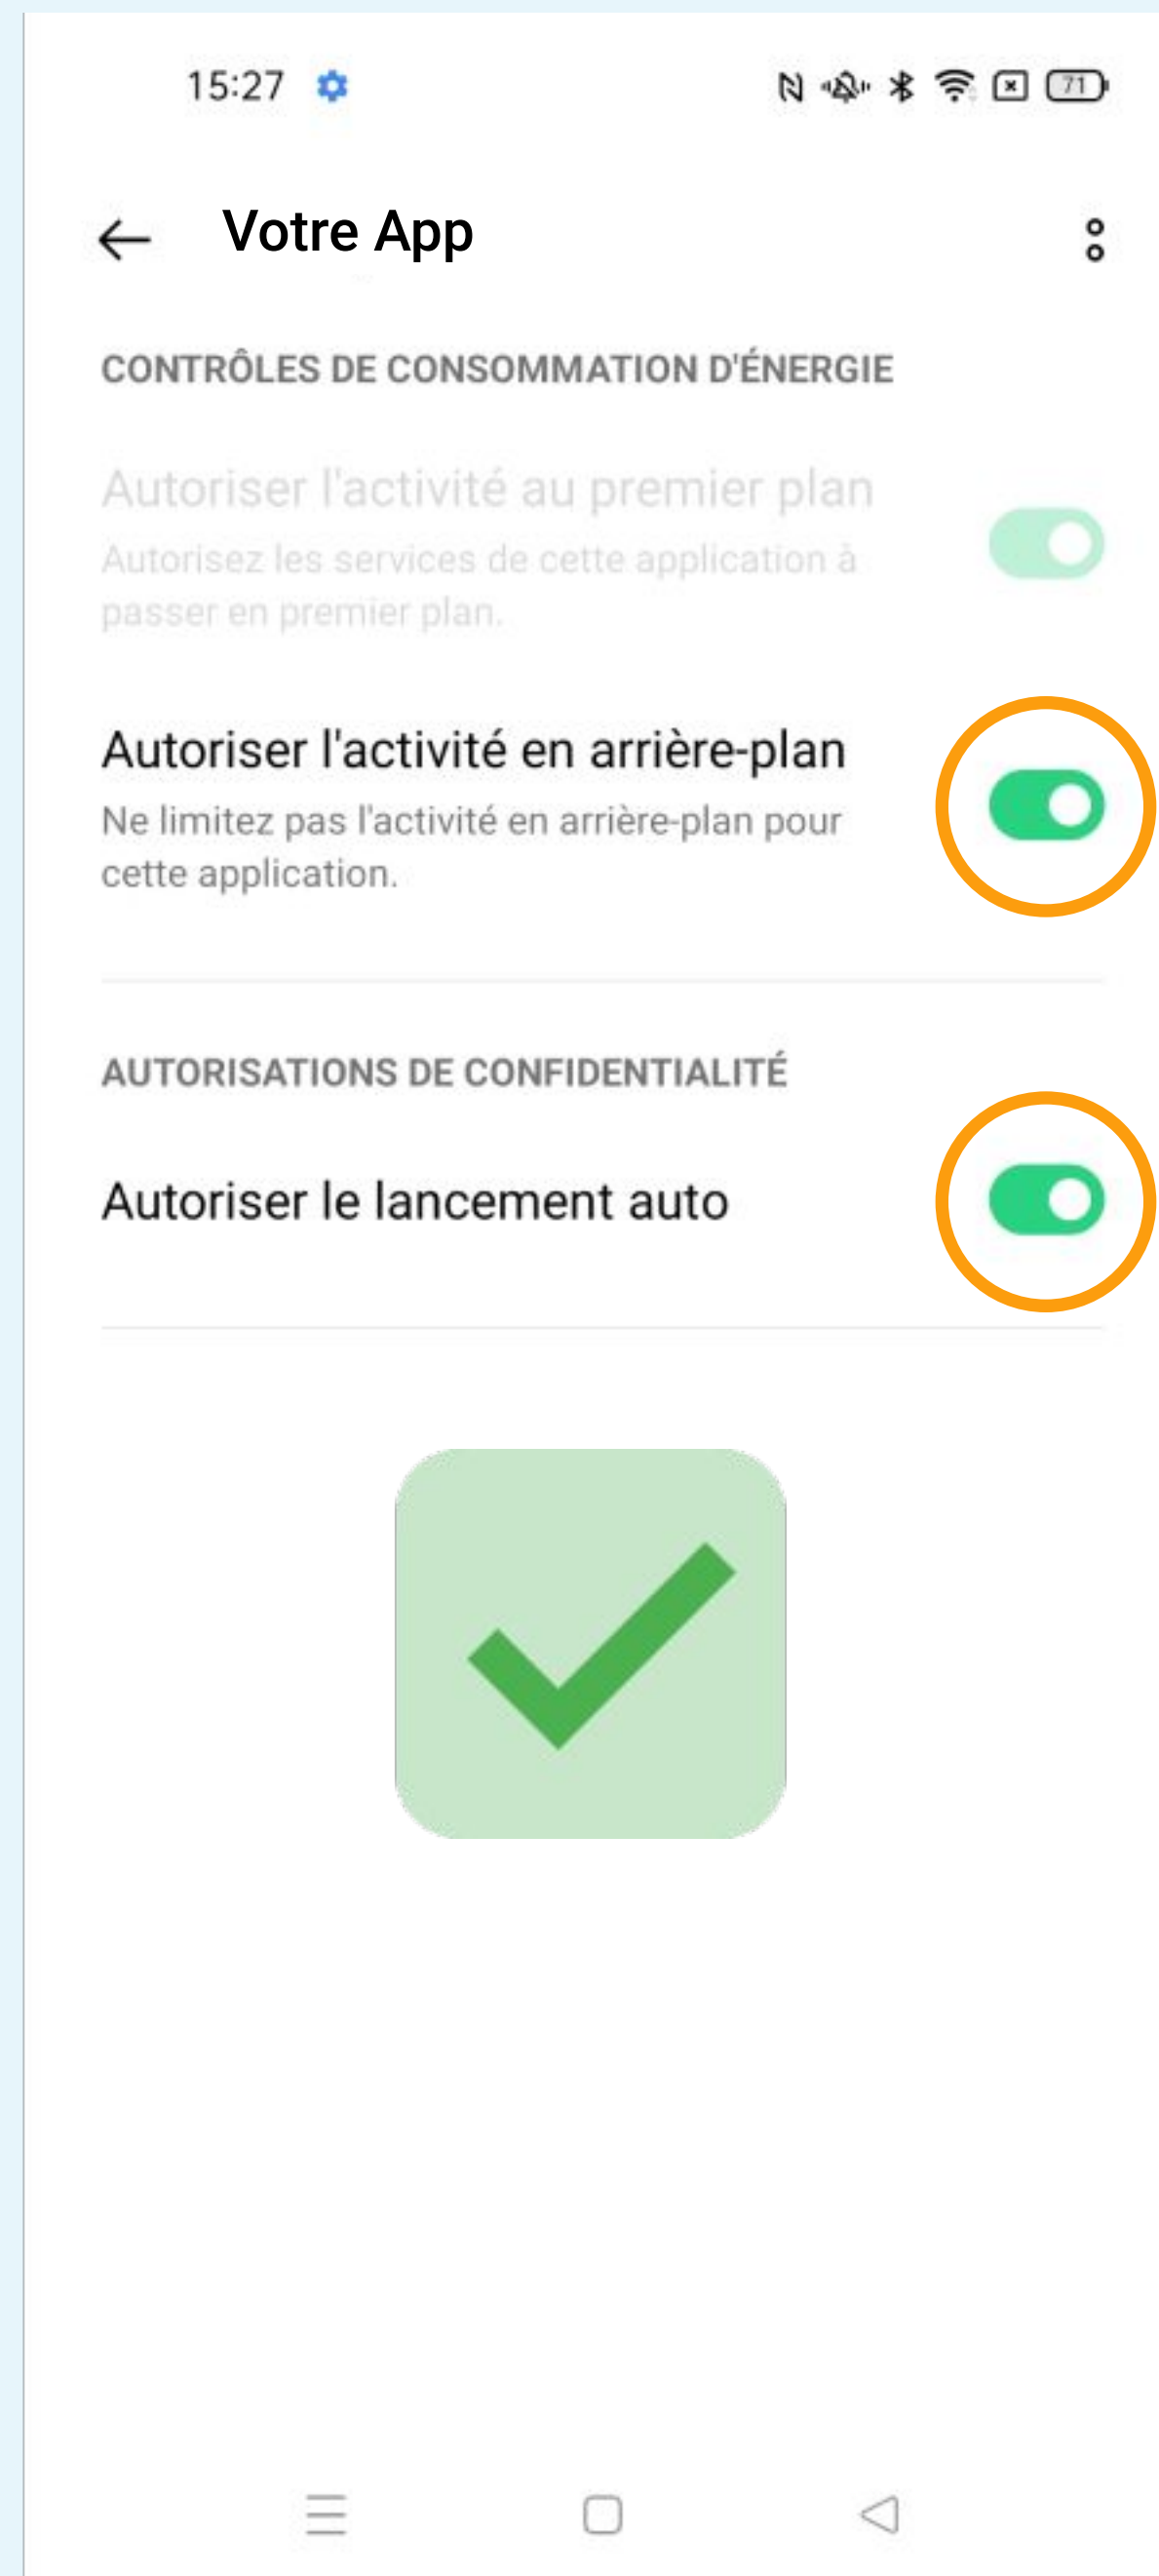 15:27
71
Votre App
CONTRÔLES DE CONSOMMATION D'ÉNERGIE
Autoriser l'activité au premier plan
Autorisez les services de cette application à
passer en premier plan.
Autoriser l'activité en arrière-plan
Ne limitez pas l'activité en arrière-plan pour
cette application.
AUTORISATIONS DE CONFIDENTIALITÉ
Autoriser le lancement auto